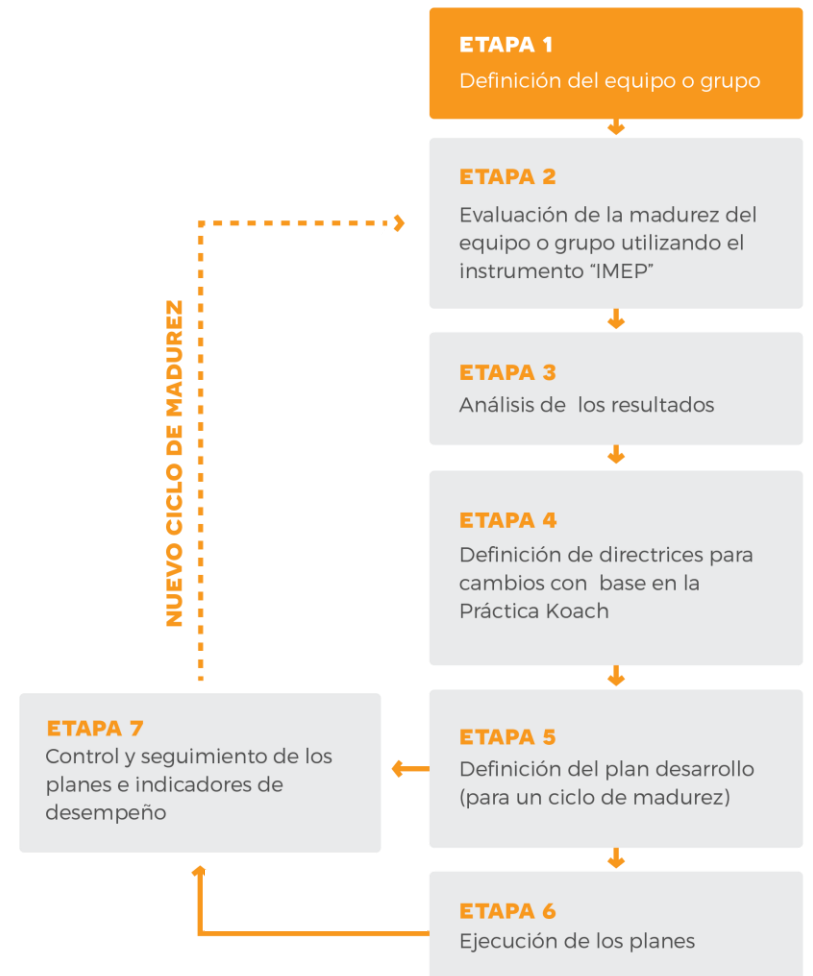 ETAPA 1
Definición del equipo o grupo
ETAPA 2
Evaluación de la madurez del
equipo o grupo utilizando el
instrumento “IMEP”
ETAPA 3
Análisis de los resultados
ETAPA 4
Definición de directrices para
cambios con base en la
Práctica Koach
ETAPA 5
Definición del plan desarrollo
(para un ciclo de madurez)
ETAPA 6
Ejecución de los planes
ETAPA 7
Control y seguimiento de los
planes e indicadores de
desempeño
NUEVO CICLO DE MADUREZ